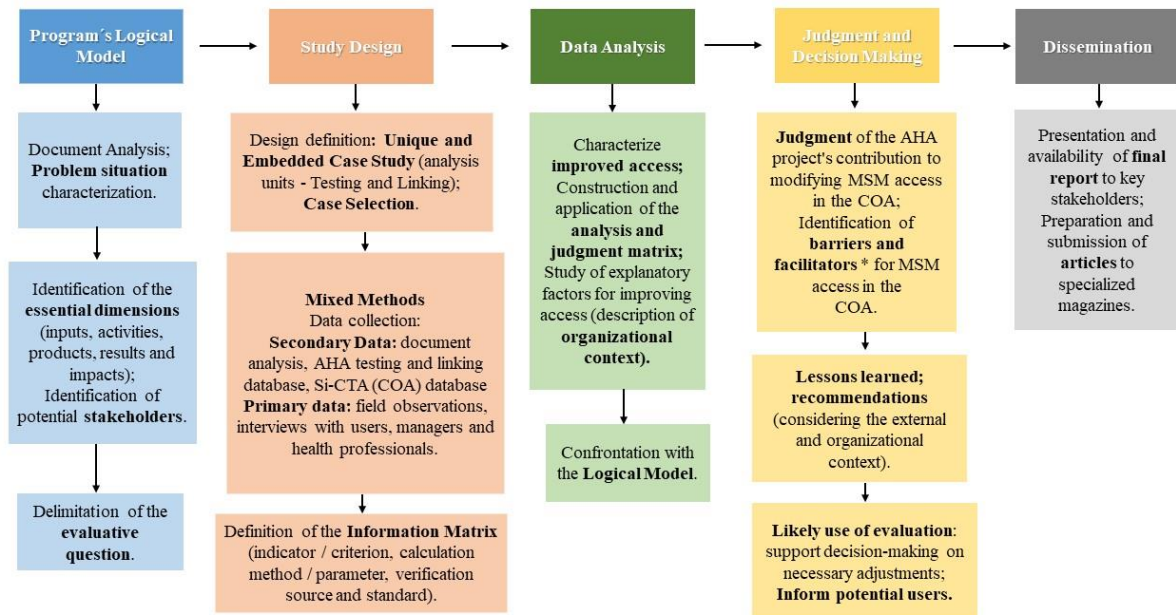 Program´s Logical
Model
Document Analysis;
Problem situation
characterization.
Identification of the
essential dimensions
(inputs, activities,
products, results and
impacts);
Identification of
potential stakeholders.
Delimitation of the
evaluative
question.
Study Design
Design definition: Unique and
Embedded Case Study (analysis
units - Testing and Linking);
Case Selection.
Mixed Methods
Data collection:
Secondary Data: document
analysis, AHA testing and
linking database, Si-CTA (COA) database
Primary data: field observations,
interviews with users, managers and
health professionals.
Definition of the Information Matrix
(indicator / criterion, calculation
method / parameter, verification
source and standard).
Data Analysis
Characterize
improved access;
Construction and
application of the
analysis and
judgment matrix;
Study of explanatory
factors for improving
access (description of
organizational
context).
Confrontation with
the Logical Model.
Judgment and
Decision Making
Judgment of the AHA
project's contribution to
modifying MSM access
in the COA;
Identification of
barriers and
facilitators * for MSM
access in the
COA.
Lessons learned;
recommendations
(considering the external
and organizational
context).
Likely use of evaluation:
support decision-making on
necessary adjustments;
Inform potential users.
Dissemination
Presentation and
availability of final
report to key
stakeholders;
Preparation and
submission of
articles to
specialized
magazines.